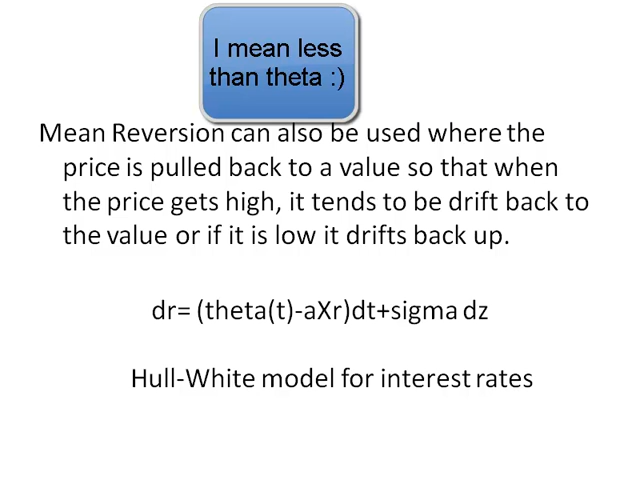 I mean less
than theta :)
Mean Reversion can also be used where the
price is pulled back to a value so that when
the price gets high, it tends to be drift back to
the value or if it is low it drifts back up.
dr= (theta(t)-aXr)dt+sigma dz
Hull-White model for interest rates